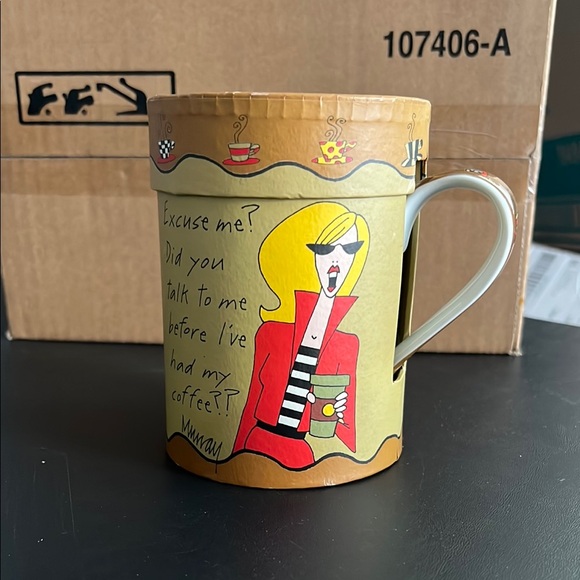 107406-A
Excuse me?
Did you
talk to me
before I've
had my
coffee??
Murray